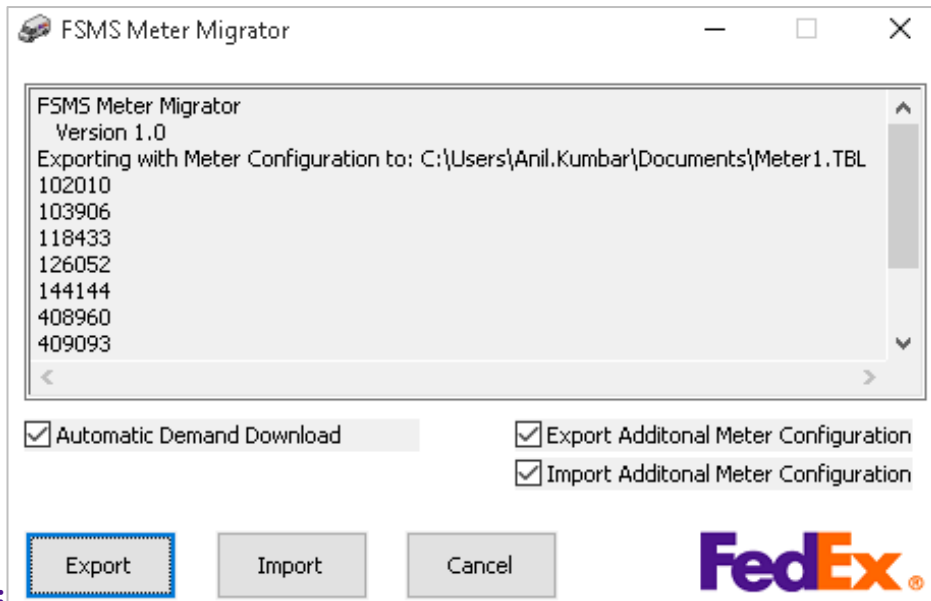 FSMS Meter Migrator
FSMS Meter Migrator
Version 1.0
Exporting with Meter Configuration to: C:\Users\Anil.Kumbar\Documents\Meter1.TBL
102010
103906
118433
126052
144144
408960
409093
Automatic Demand Download
Export Additonal Meter Configuration
Import Additonal Meter Configuration
Export
Import
Cancel
FedEx®